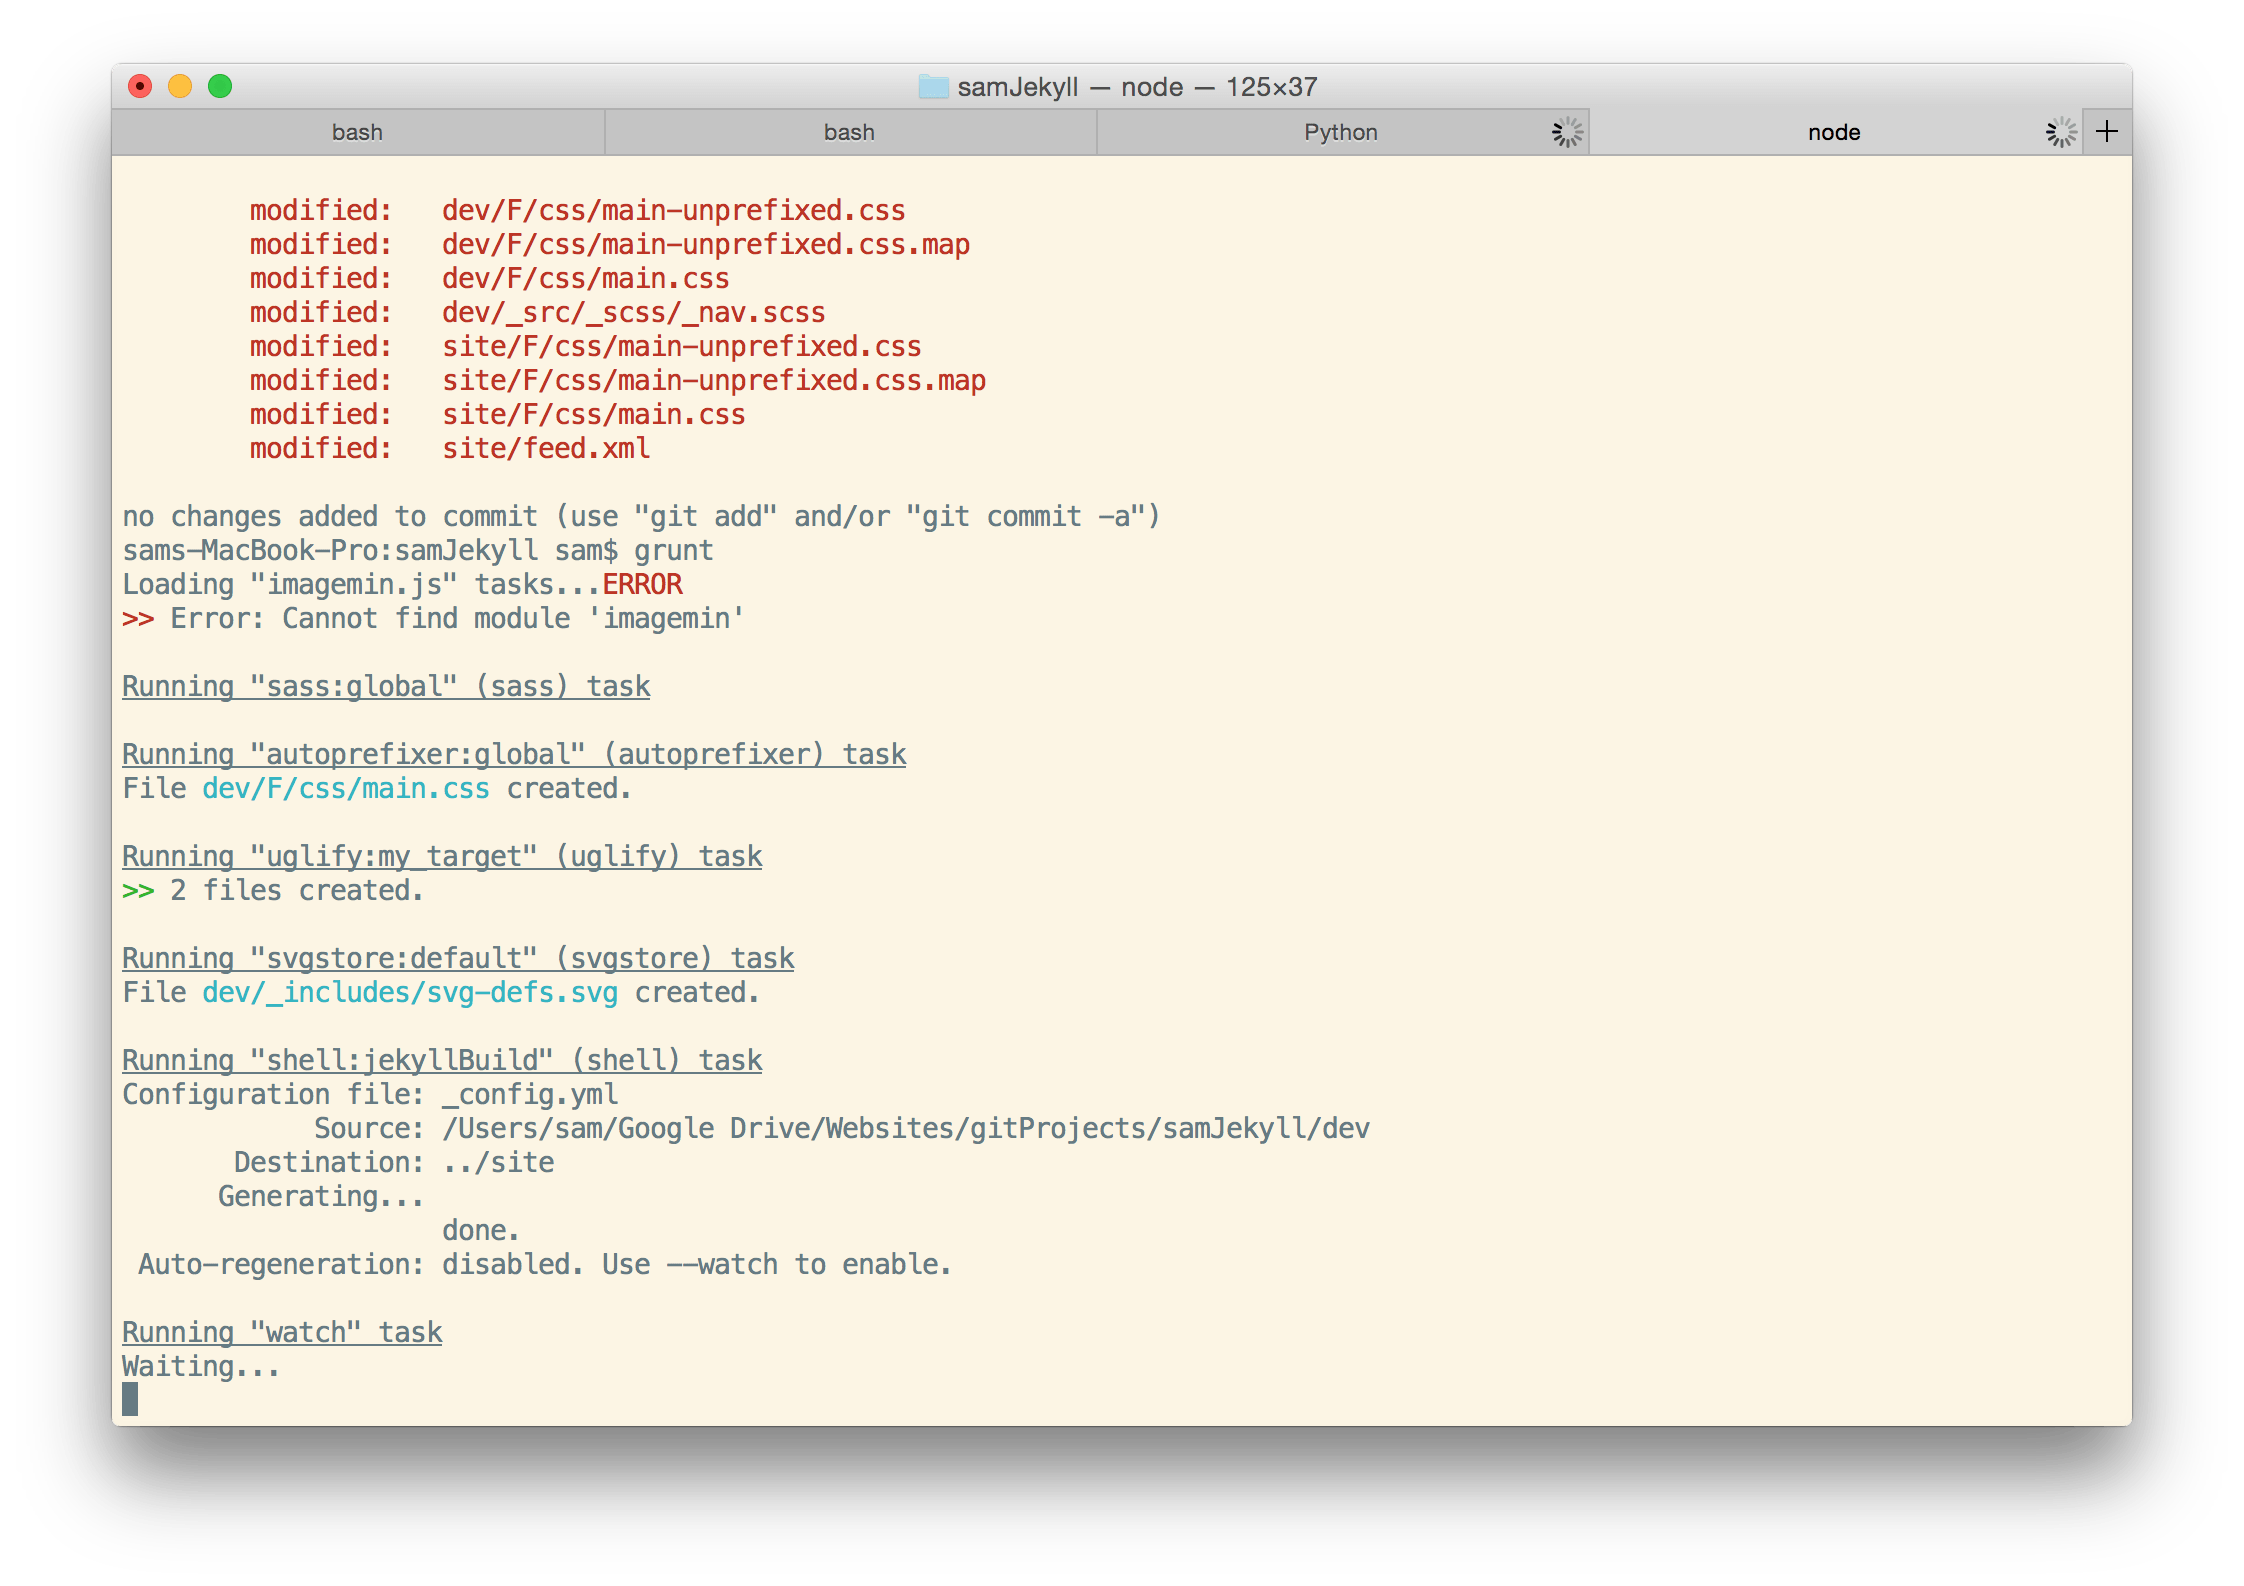 samJekyll — node — 125×37
bash bash Python node +
modified:   dev/F/css/main-unprefixed.css
modified:   dev/F/css/main-unprefixed.css.map
modified:   dev/F/css/main.css
modified:   dev/_src/_scss/_nav.scss
modified:   site/F/css/main-unprefixed.css
modified:   site/F/css/main-unprefixed.css.map
modified:   site/F/css/main.css
modified:   site/feed.xml
no changes added to commit (use "git add" and/or "git commit -a")
sams-MacBook-Pro:samJekyll sam$ grunt
Loading "imagemin.js" tasks...ERROR
>> Error: Cannot find module 'imagemin'
Running "sass:global" (sass) task
Running "autoprefixer:global" (autoprefixer) task
File dev/F/css/main.css created.
Running "uglify:my_target" (uglify) task
>> 2 files created.
Running "svgstore:default" (svgstore) task
File dev/_includes/svg-defs.svg created.
Running "shell:jekyllBuild" (shell) task
Configuration file: _config.yml
Source: /Users/sam/Google Drive/Websites/gitProjects/samJekyll/dev
Destination: ../site
Generating...
done.
Auto-regeneration: disabled. Use --watch to enable.
Running "watch" task
Waiting...